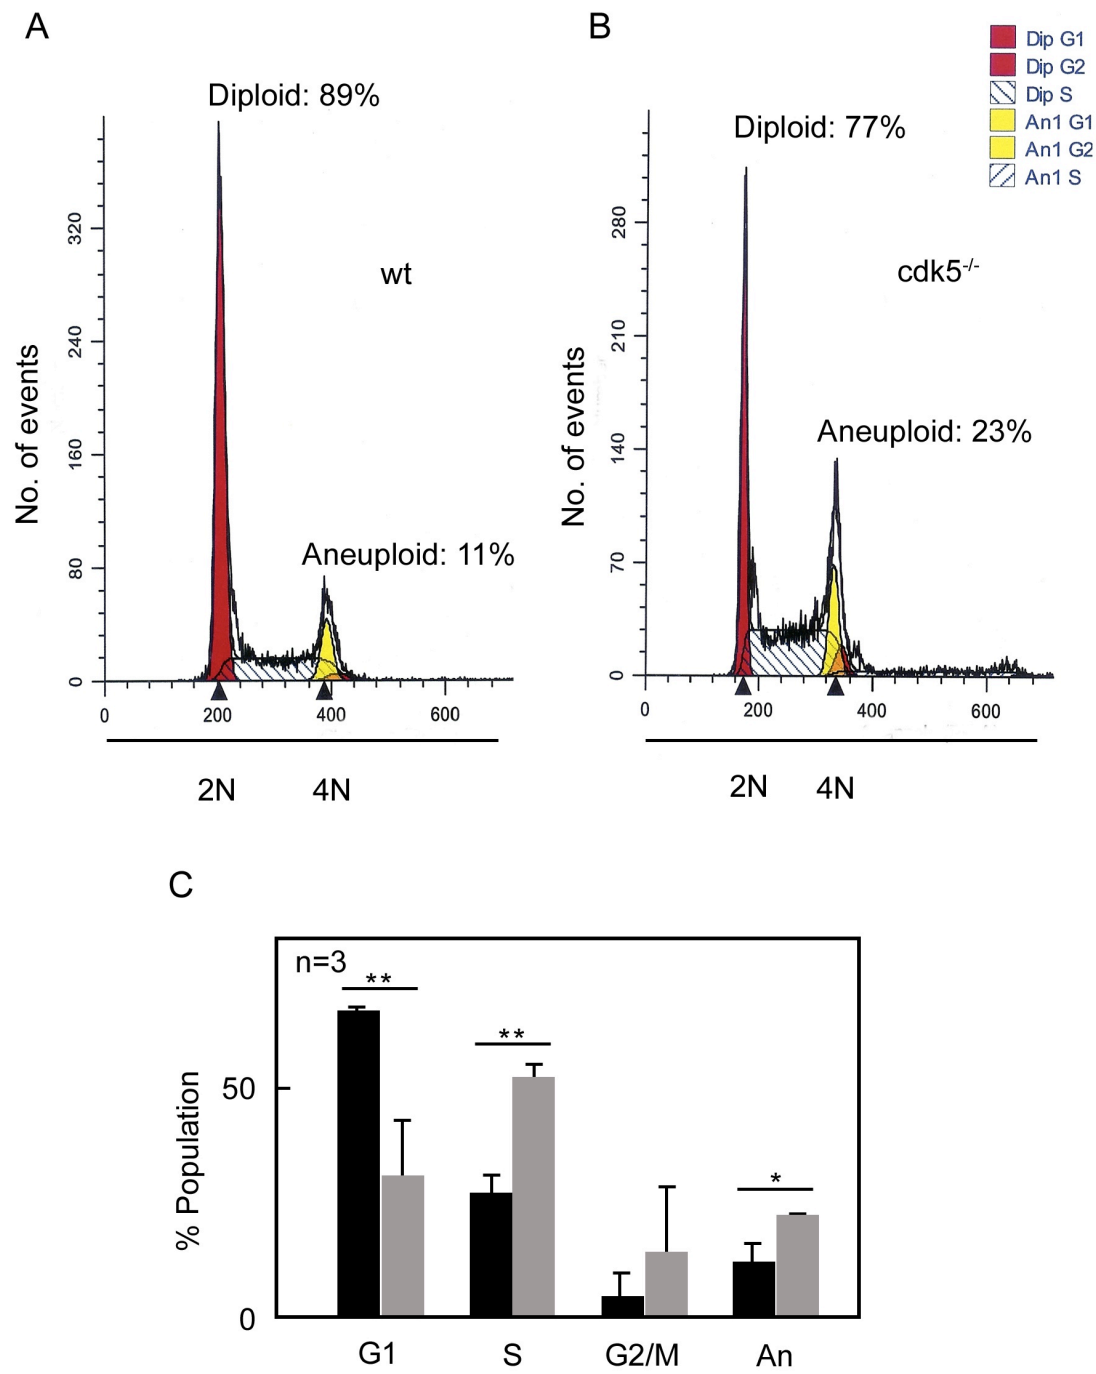 A
B
Dip G1
Dip G2
Dip S
An1 G1
An1 G2
An1 S
Diploid: 89%
wt
Aneuploid: 11%
No. of events
320
240
160
80
0
0
200
400
600
2N
4N
Diploid: 77%
cdk5-/-
Aneuploid: 23%
No. of events
280
210
140
70
0
0
200
400
600
2N
4N
C
n=3
**
**
*
% Population
50
0
G1
S
G2/M
An